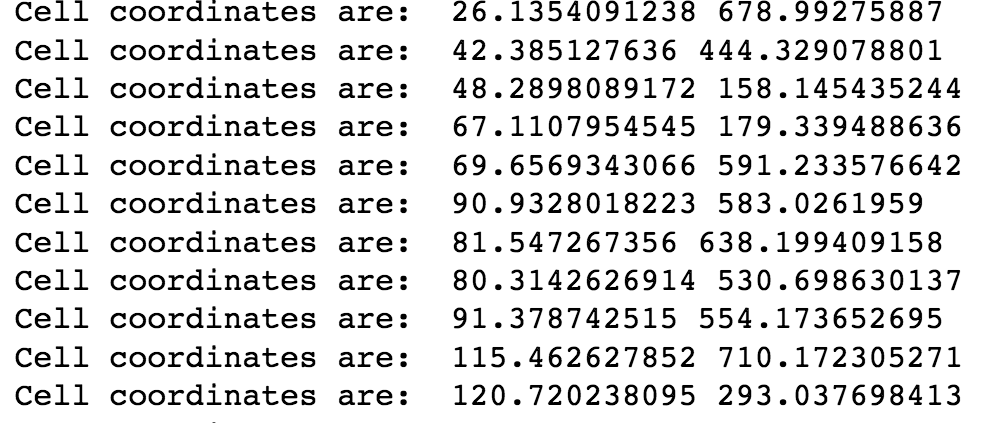 Cell coordinates are:  26.1354091238 678.99275887
Cell coordinates are:  42.385127636 444.329078801
Cell coordinates are:  48.2898089172 158.145435244
Cell coordinates are:  67.1107954545 179.339488636
Cell coordinates are:  69.6569343066 591.233576642
Cell coordinates are:  90.9328018223 583.0261959
Cell coordinates are:  81.547267356 638.199409158
Cell coordinates are:  80.3142626914 530.698630137
Cell coordinates are:  91.378742515 554.173652695
Cell coordinates are:  115.462627852 710.172305271
Cell coordinates are:  120.720238095 293.037698413